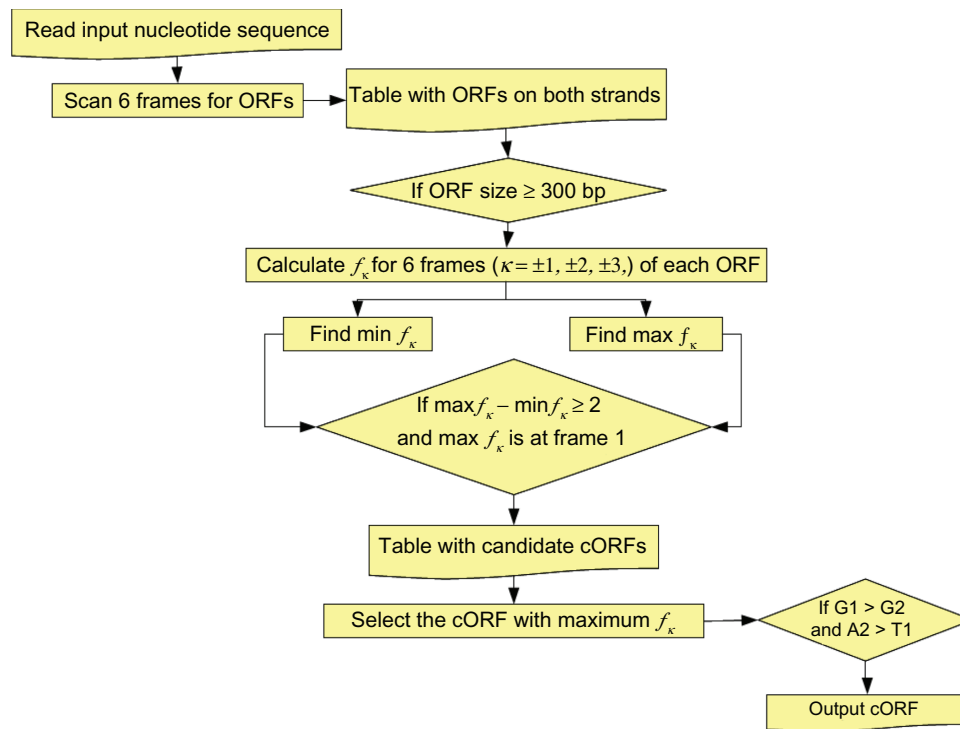 Read input nucleotide sequence
Scan 6 frames for ORFs
Table with ORFs on both strands
If ORF size ≥ 300 bp
Calculate fκ for 6 frames (κ = ±1, ±2, ±3,) of each ORF
Find min fκ
Find max fκ
If max fκ – min fκ ≥ 2
and max fκ is at frame 1
Table with candidate cORFs
Select the cORF with maximum fκ
If G1 > G2
and A2 > T1
Output cORF